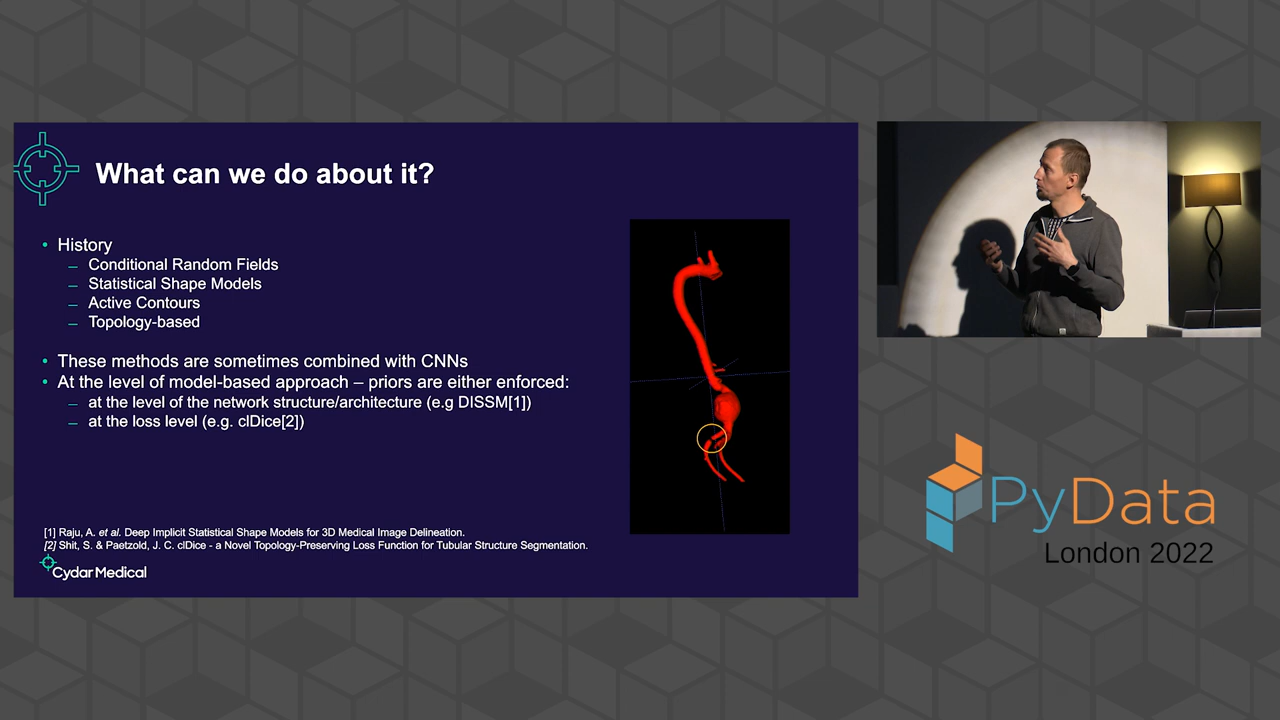 What can we do about it?
• History
– Conditional Random Fields
– Statistical Shape Models
– Active Contours
– Topology-based
• These methods are sometimes combined with CNNs
• At the level of model-based approach – priors are either enforced:
– at the level of the network structure/architecture (e.g DISSM[1])
– at the loss level (e.g. clDice[2])
[1] Raju, A. et al. Deep Implicit Statistical Shape Models for 3D Medical Image Delineation.
[2] Shit, S. & Paetzold, J. C. clDice - a Novel Topology-Preserving Loss Function for Tubular Structure Segmentation.
Cydar Medical
PyData
London 2022